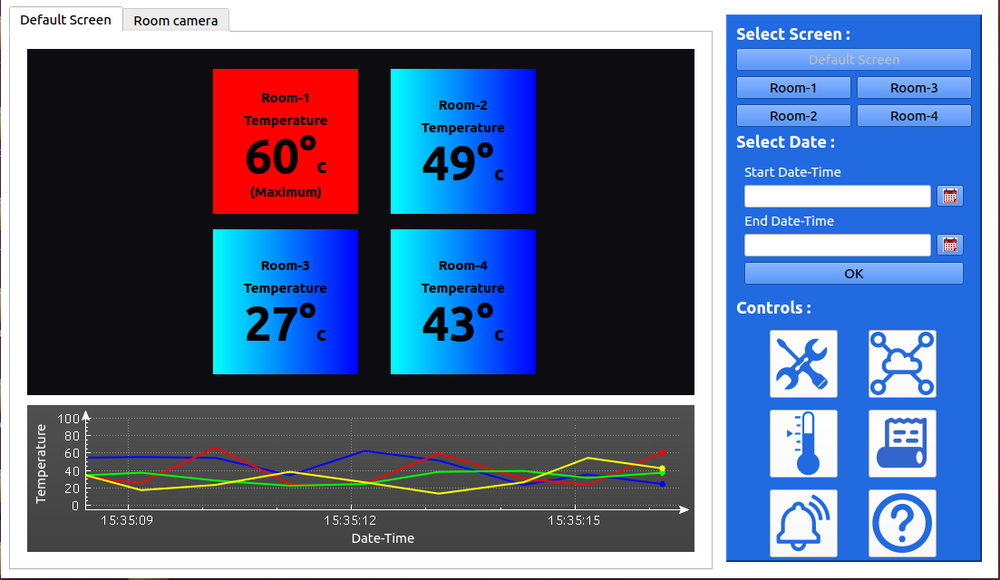 Default Screen
Room camera
Room-1
Temperature
60°c
(Maximum)
Room-2
Temperature
49°c
Room-3
Temperature
27°c
Room-4
Temperature
43°c
Temperature
100
80
60
40
20
0
15:35:09
15:35:12
15:35:15
Date-Time
Select Screen :
Default Screen
Room-1
Room-3
Room-2
Room-4
Select Date :
Start Date-Time
End Date-Time
OK
Controls :
?